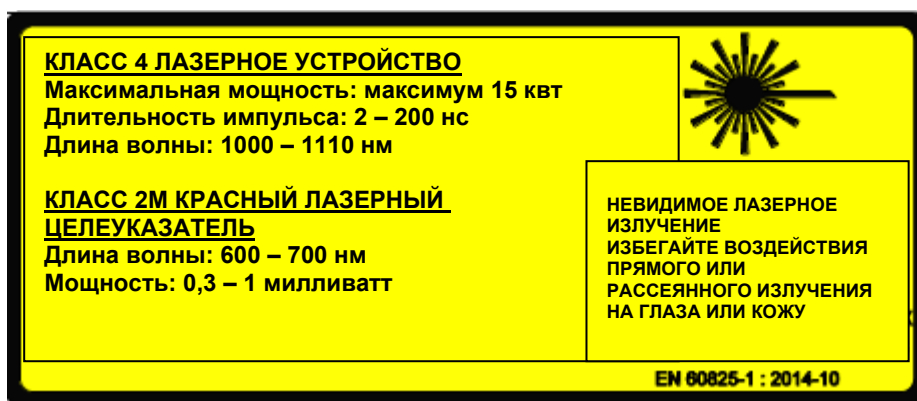 КЛАСС 4 ЛАЗЕРНОЕ УСТРОЙСТВО
Максимальная мощность: максимум 15 квт
Длительность импульса: 2 – 200 нс
Длина волны: 1000 – 1110 нм
КЛАСС 2М КРАСНЫЙ ЛАЗЕРНЫЙ
ЦЕЛЕУКАЗАТЕЛЬ
Длина волны: 600 – 700 нм
Мощность: 0,3 – 1 милливатт
НЕВИДИМОЕ ЛАЗЕРНОЕ
ИЗЛУЧЕНИЕ
ИЗБЕГАЙТЕ ВОЗДЕЙСТВИЯ
ПРЯМОГО ИЛИ
РАССЕЯННОГО ИЗЛУЧЕНИЯ
НА ГЛАЗА ИЛИ КОЖУ
EN 60825-1 : 2014-10